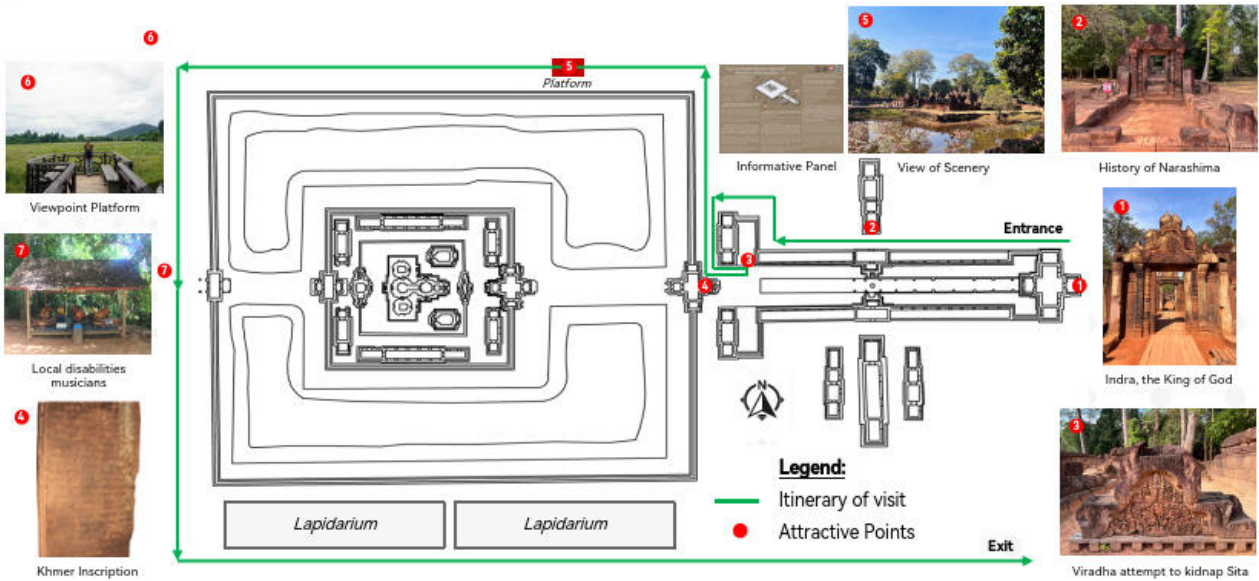 6
5
2
6
5
Platform
Informative Panel
View of Scenery
History of Narashima
Viewpoint Platform
1
Entrance
2
7
7
3
4
1
Local disabilities
musicians
Indra, the King of God
N
4
3
Legend:
Itinerary of visit
Attractive Points
Lapidarium
Lapidarium
Exit
Khmer Inscription
Viradha attempt to kidnap Sita